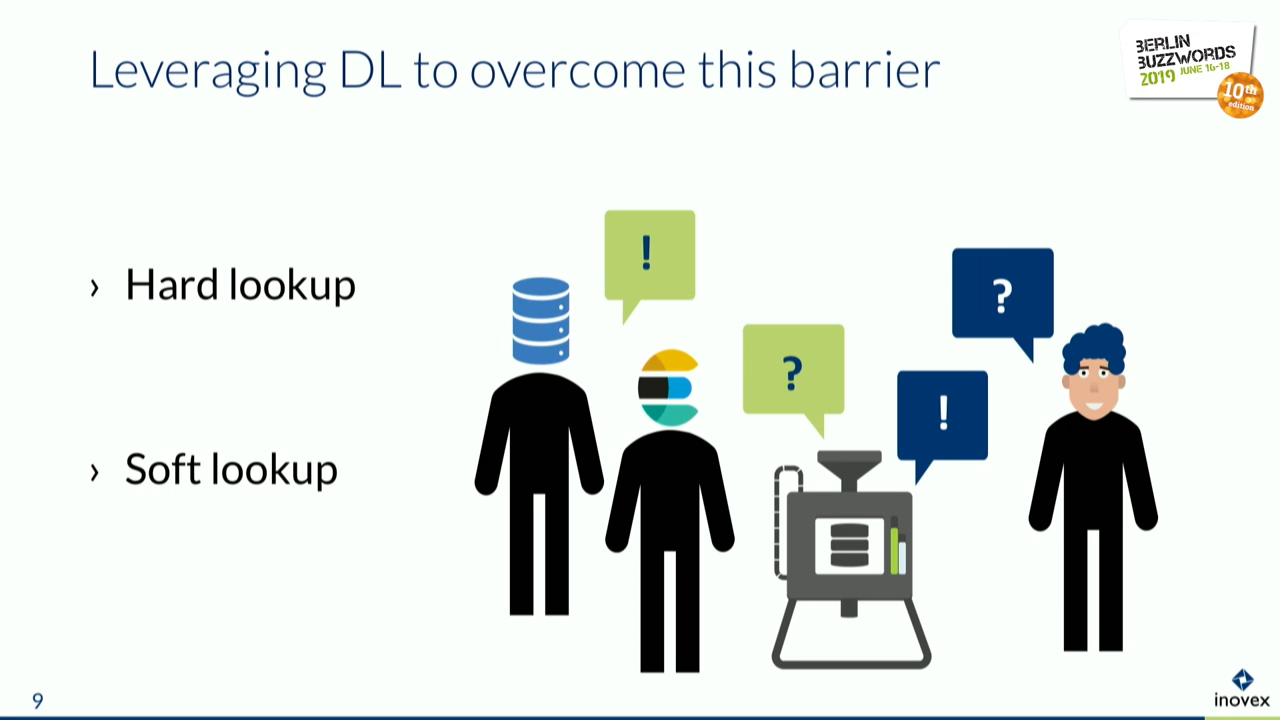 Leveraging DL to overcome this barrier
BERLIN
BUZZWORDS
2019 JUNE 16-18
10th
edition
› Hard lookup
› Soft lookup
!
?
?
!
9
inovex